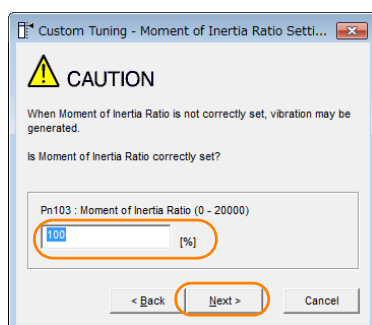 Custom Tuning - Moment of Inertia Ratio Setti...
CAUTION
When Moment of Inertia Ratio is not correctly set, vibration may be
generated.
Is Moment of Inertia Ratio correctly set?
Pn103 : Moment of Inertia Ratio (0 - 20000)
100
[%]
< Back
Next >
Cancel